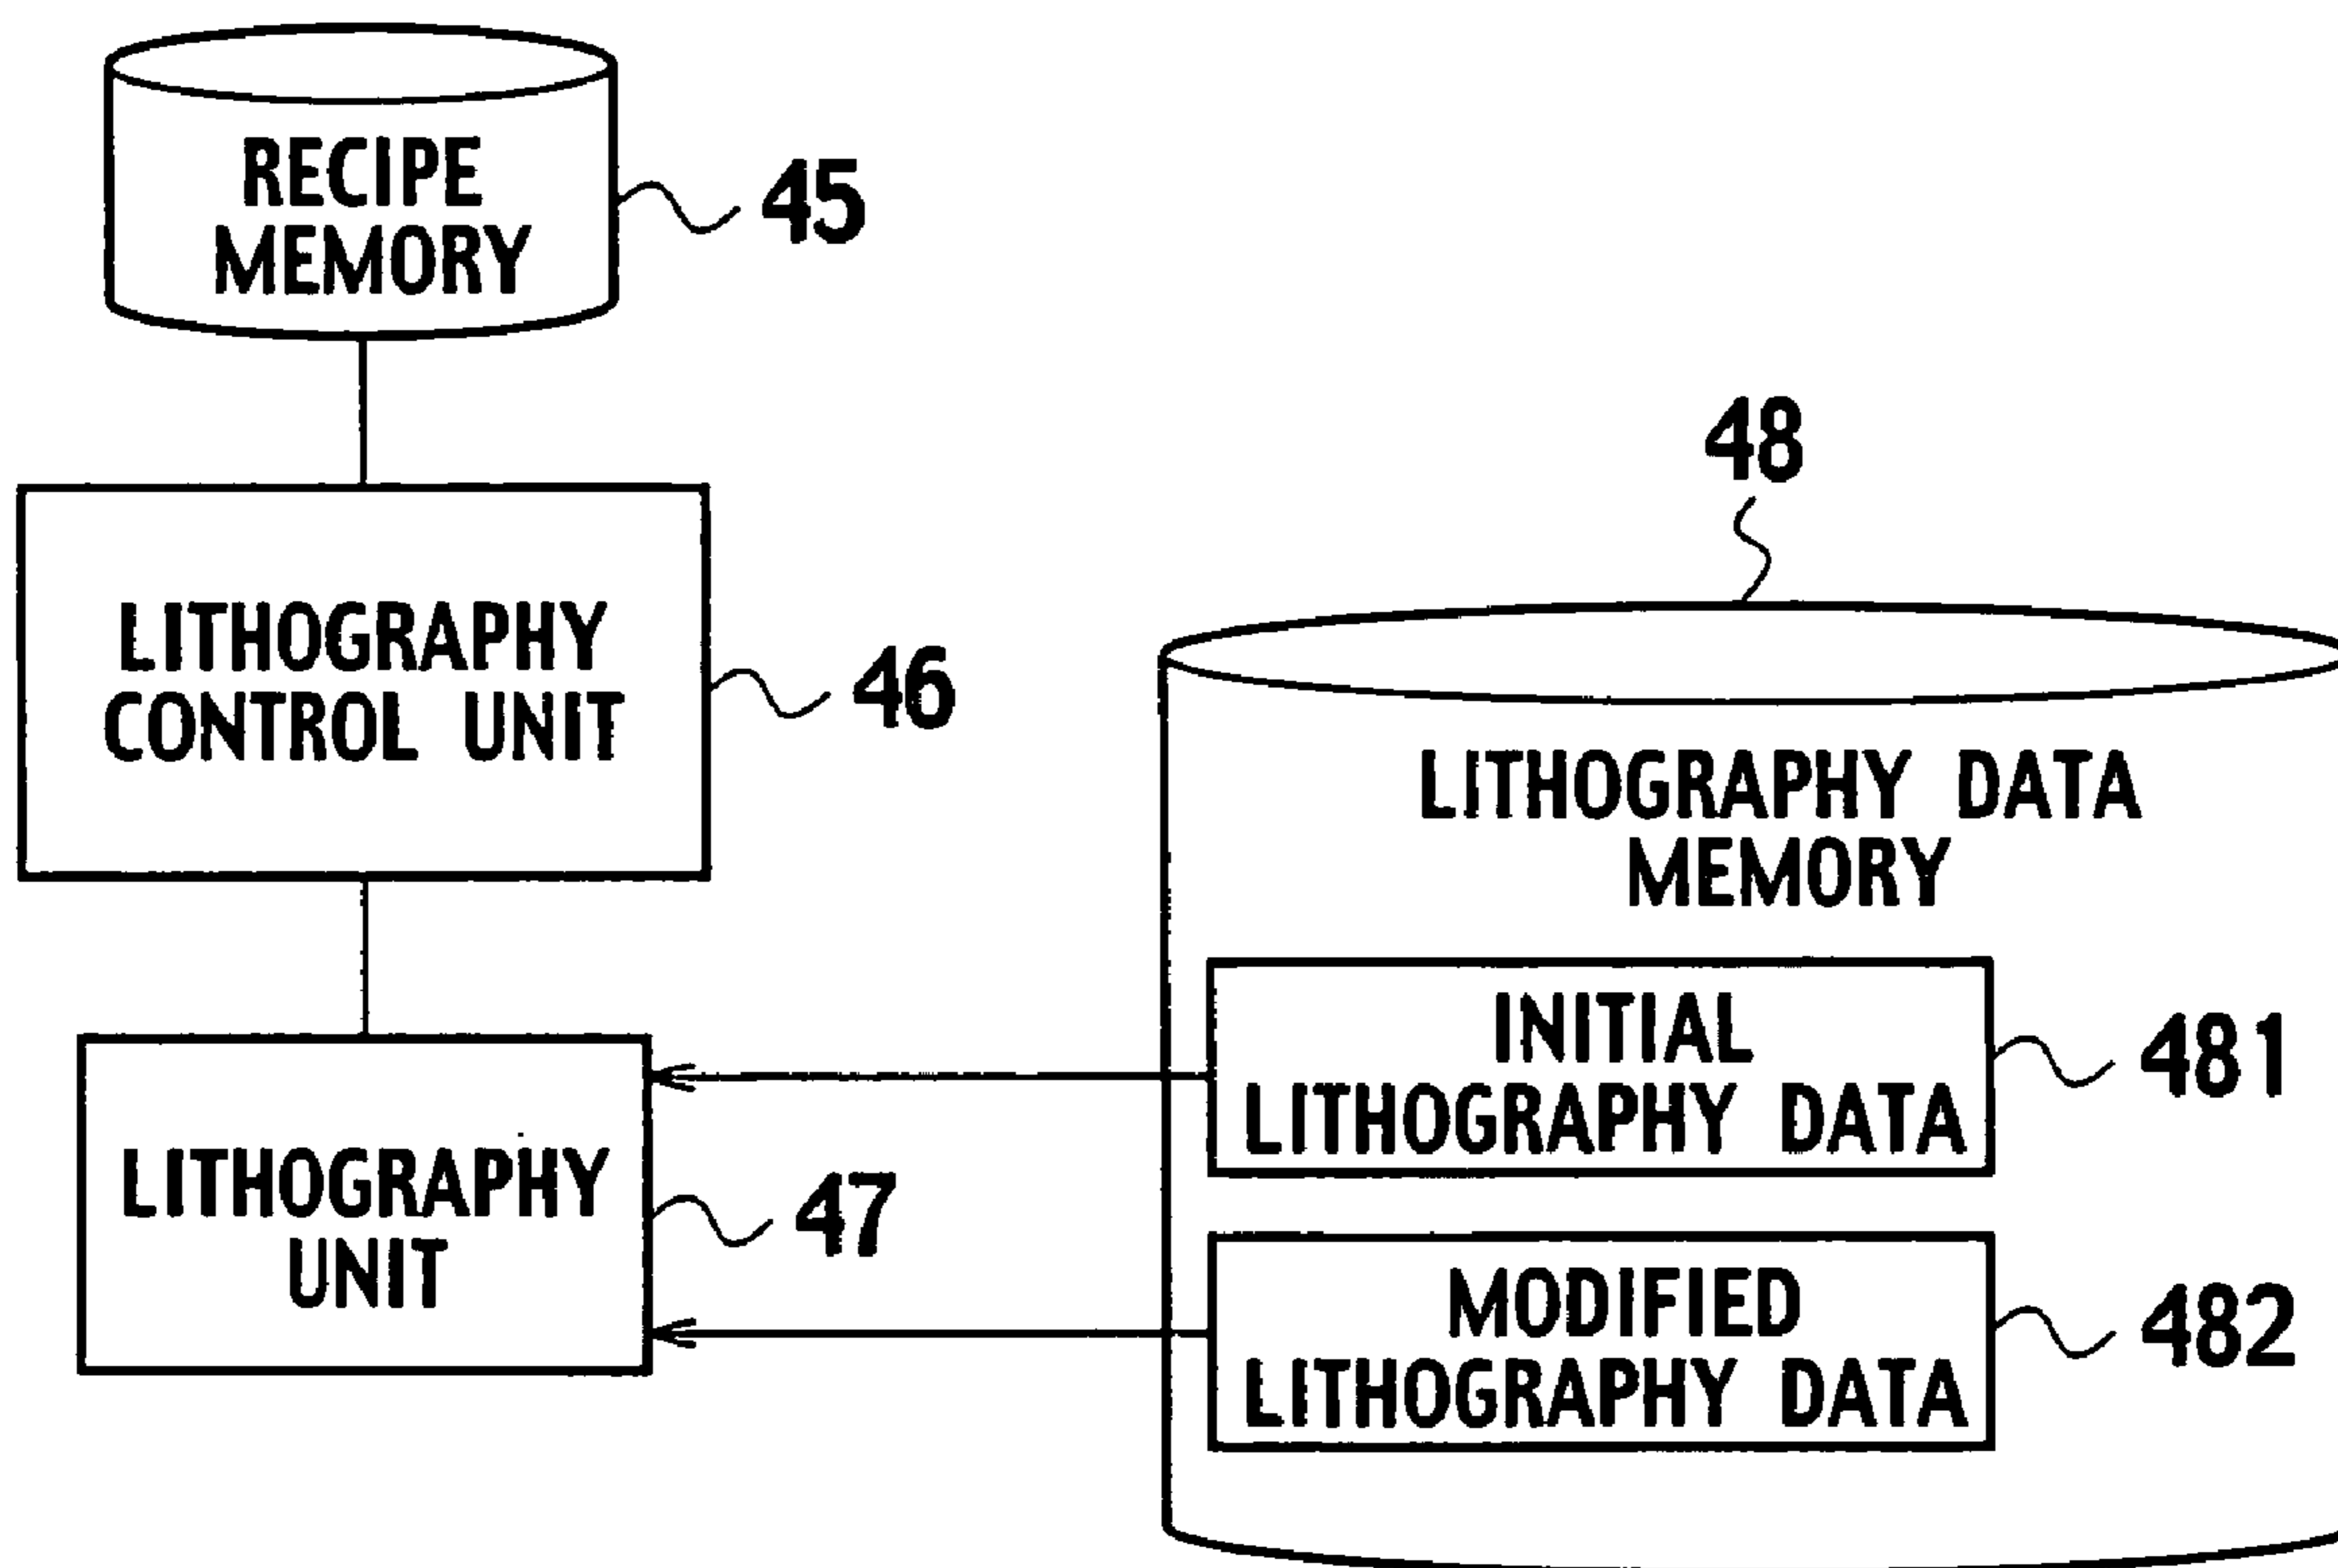 RECIPE
MEMORY
45
48
LITHOGRAPHY
CONTROL UNIT
46
LITHOGRAPHY DATA
MEMORY
INITIAL
LITHOGRAPHY DATA
481
LITHOGRAPHY
UNIT
47
MODIFIED
LITHOGRAPHY DATA
482